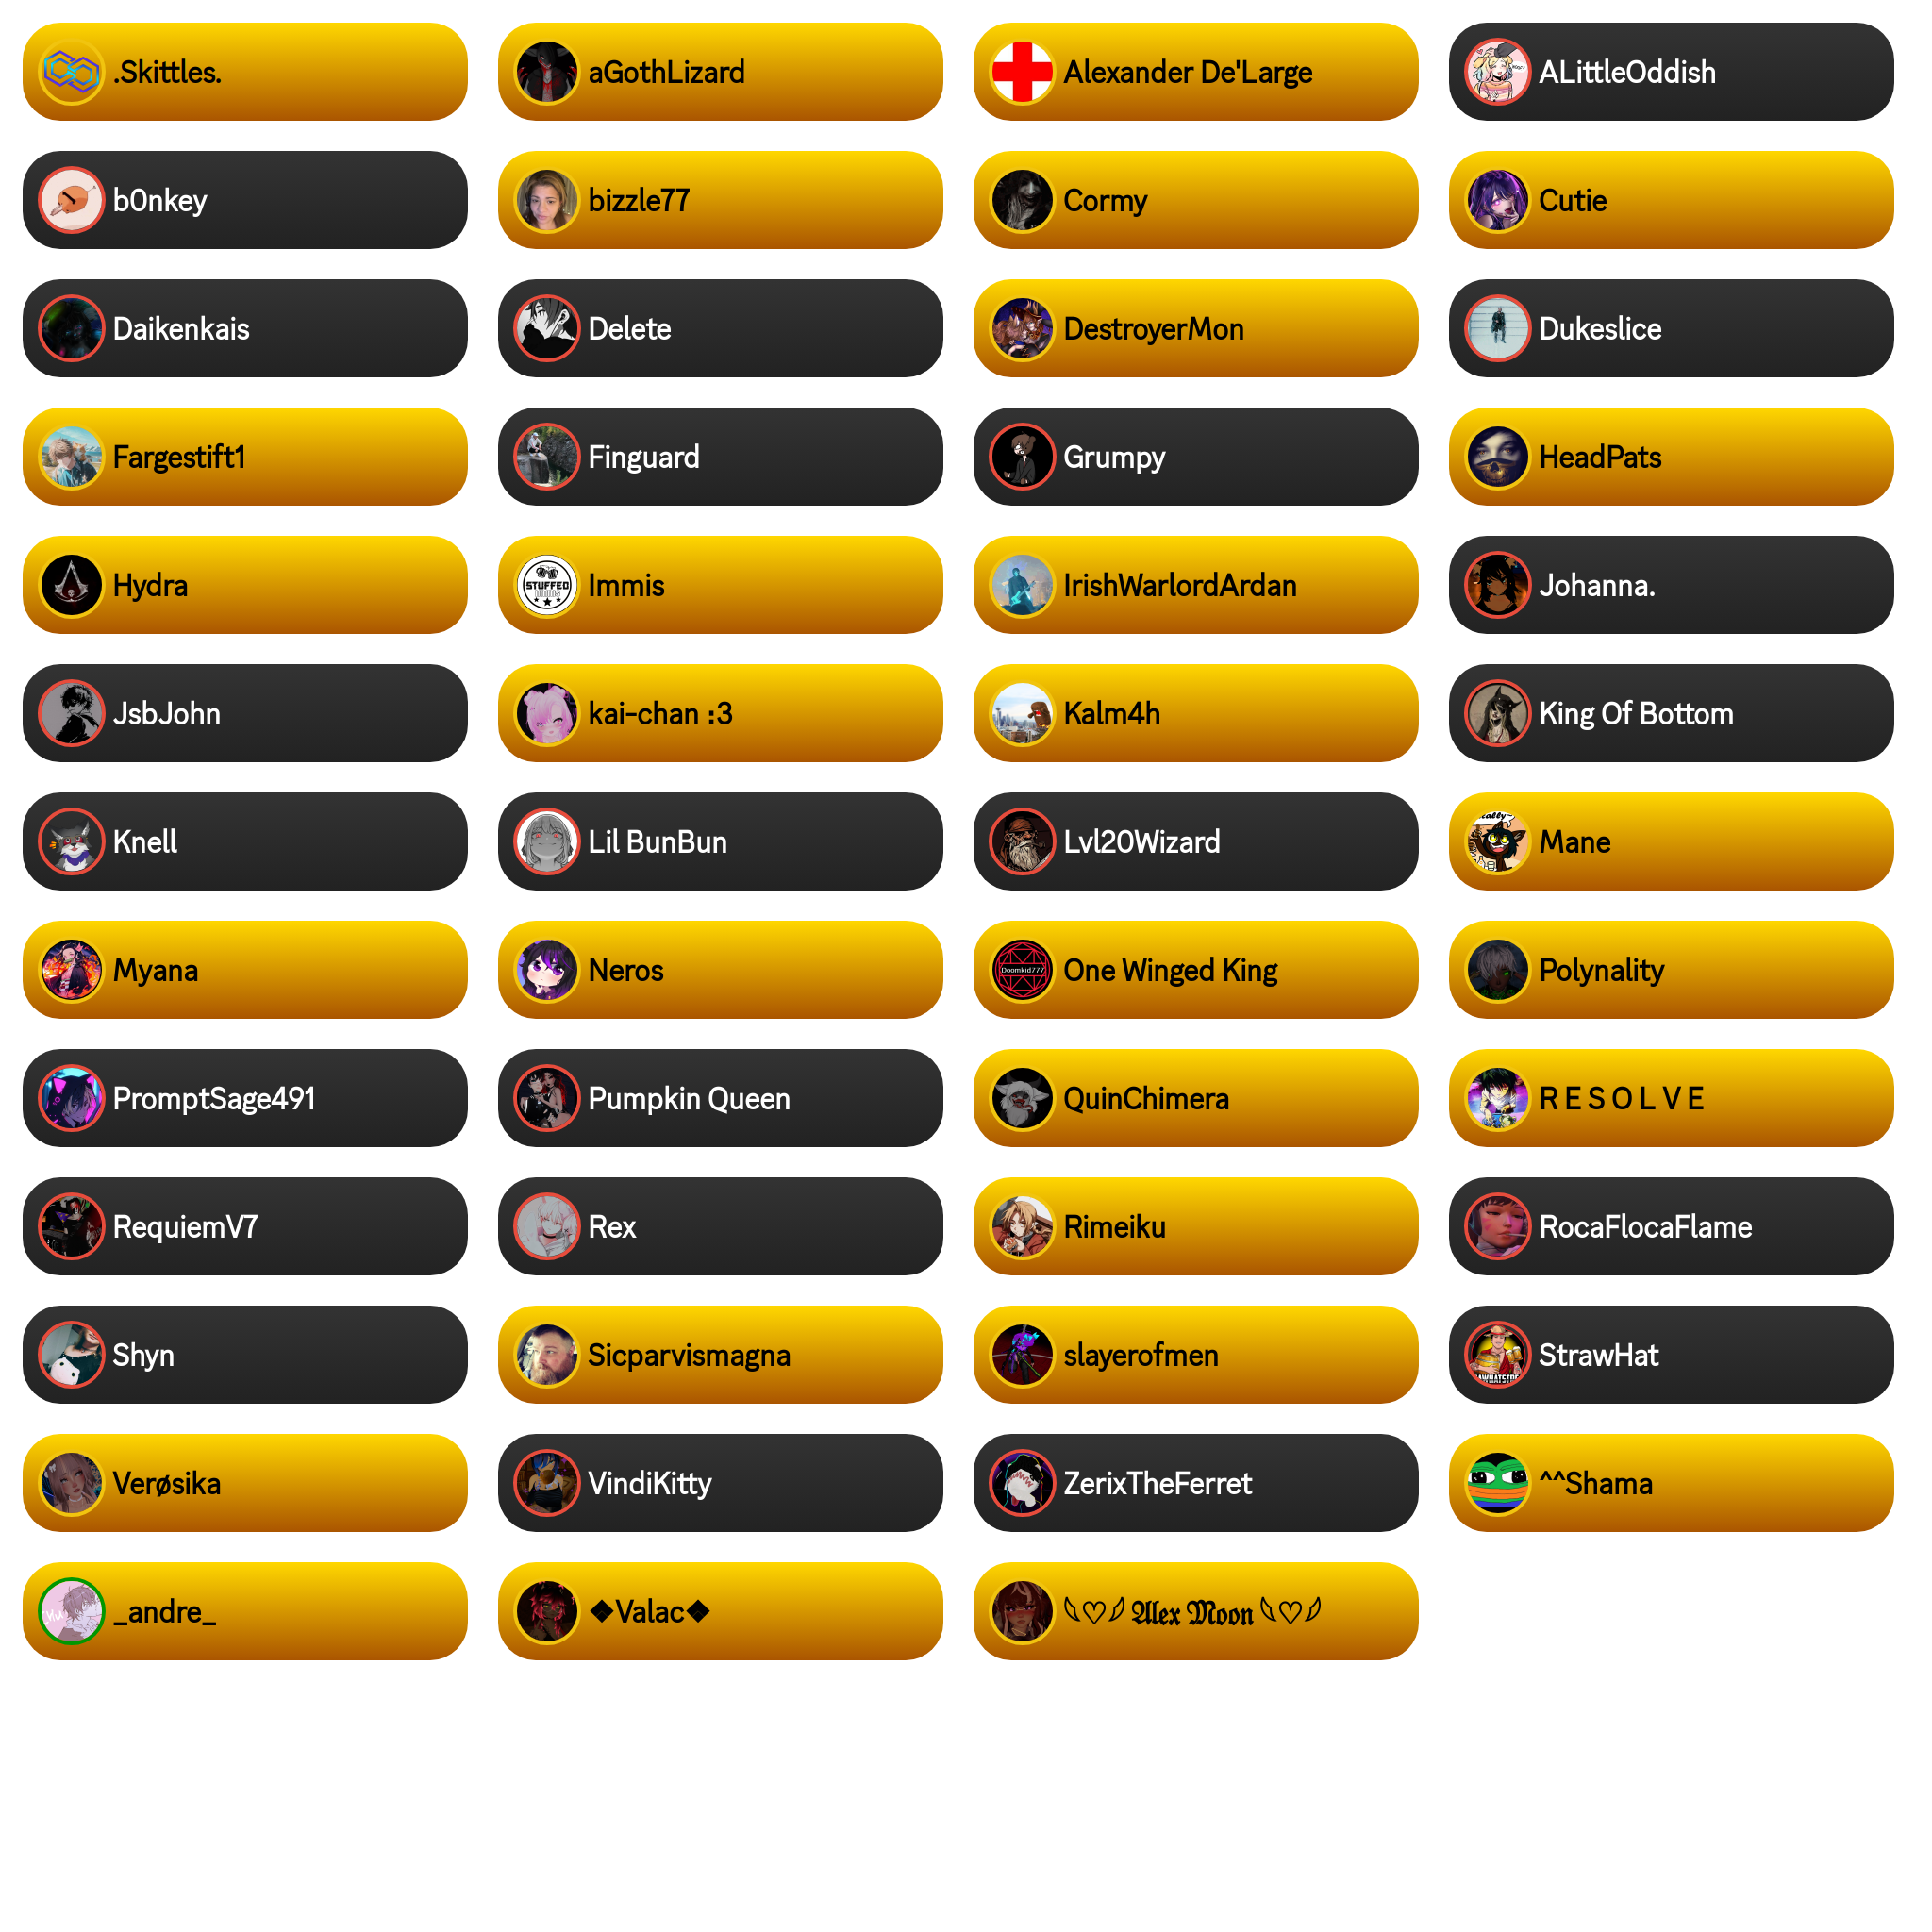 .Skittles.
aGothLizard
Alexander De'Large
ALittleOddish
b0nkey
bizzle77
Cormy
Cutie
Daikenkais
Delete
DestroyerMon
Dukeslice
Fargestift1
Finguard
Grumpy
HeadPats
Hydra
STUFFED
Immis
IrishWarlordArdan
Johanna.
JsbJohn
kai-chan :3
Kalm4h
King Of Bottom
Knell
Lil BunBun
Lvl20Wizard
Mane
Myana
Neros
Doomkid777
One Winged King
Polynality
PromptSage491
Pumpkin Queen
QuinChimera
R E S O L V E
RequiemV7
Rex
Rimeiku
RocaFlocaFlame
Shyn
Sicparvismagna
slayerofmen
StrawHat
Verøsika
VindiKitty
ZerixTheFerret
^^Shama
_andre_
❖Valac❖
𓆩♡𓆪 𝕬𝖑𝖊𝖝 𝕸𝖔𝖔𝖓 𓆩♡𓆪